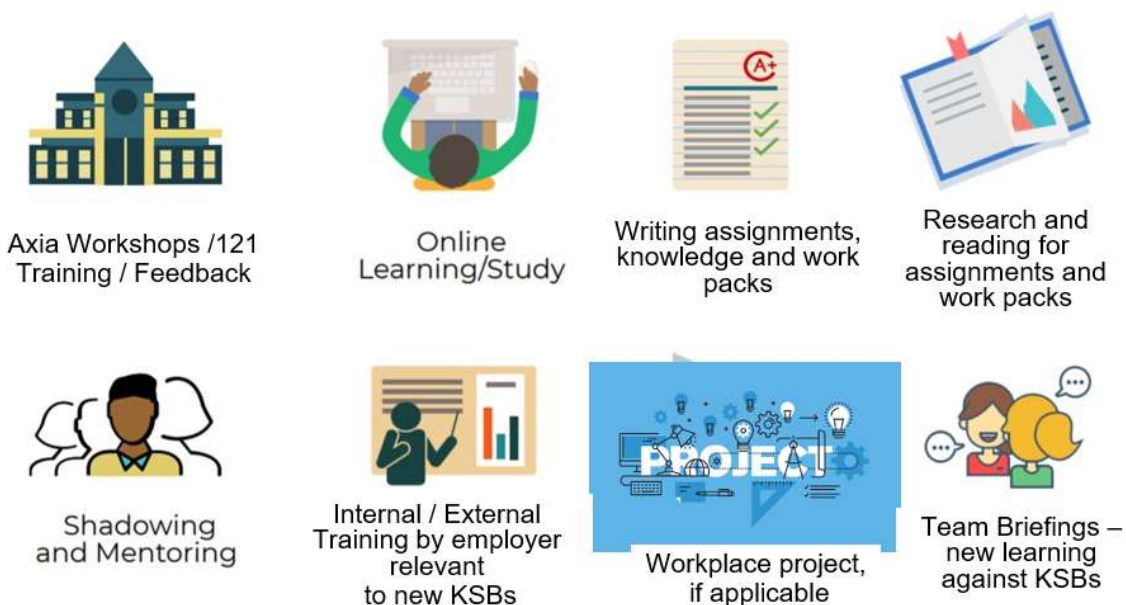 A+
Axia Workshops /121
Training / Feedback
Online
Learning/Study
Writing assignments,
knowledge and work
packs
Research and
reading for
assignments and
work packs
Shadowing
and Mentoring
Internal / External
Training by employer
relevant
to new KSBs
PROJECT
Workplace project,
if applicable
Team Briefings –
new learning
against KSBs